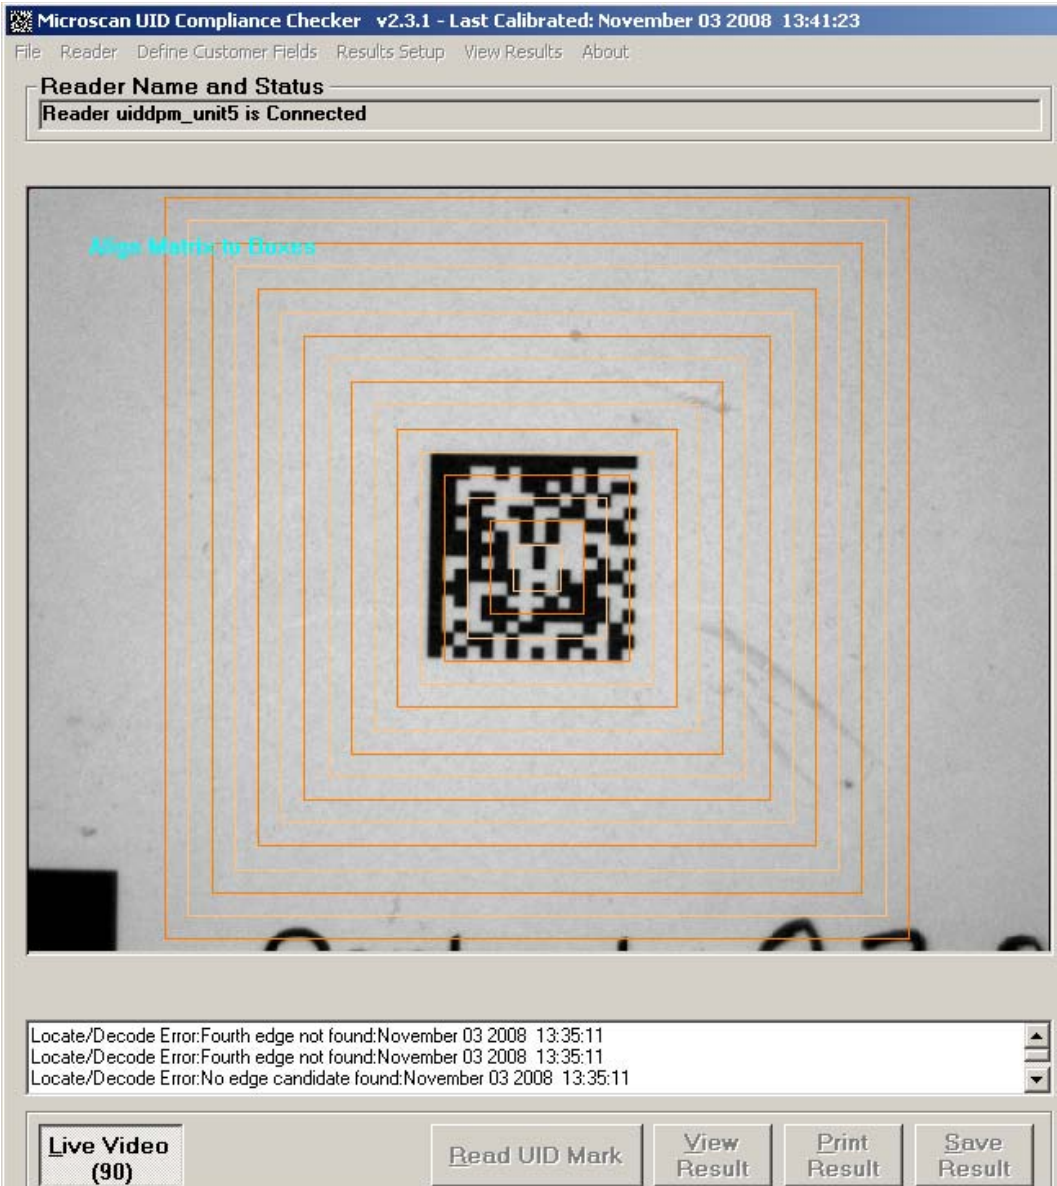 Microscan UID Compliance Checker v2.3.1 - Last Calibrated: November 03 2008 13:41:23
File Reader Define Customer Fields Results Setup View Results About
Reader Name and Status
Reader uiddpm_unit5 is Connected
Align Matrix to Boxes
Locate/Decode Error:Fourth edge not found:November 03 2008 13:35:11
Locate/Decode Error:Fourth edge not found:November 03 2008 13:35:11
Locate/Decode Error:No edge candidate found:November 03 2008 13:35:11
Live Video
(90)
Read UID Mark
View
Result
Print
Result
Save
Result